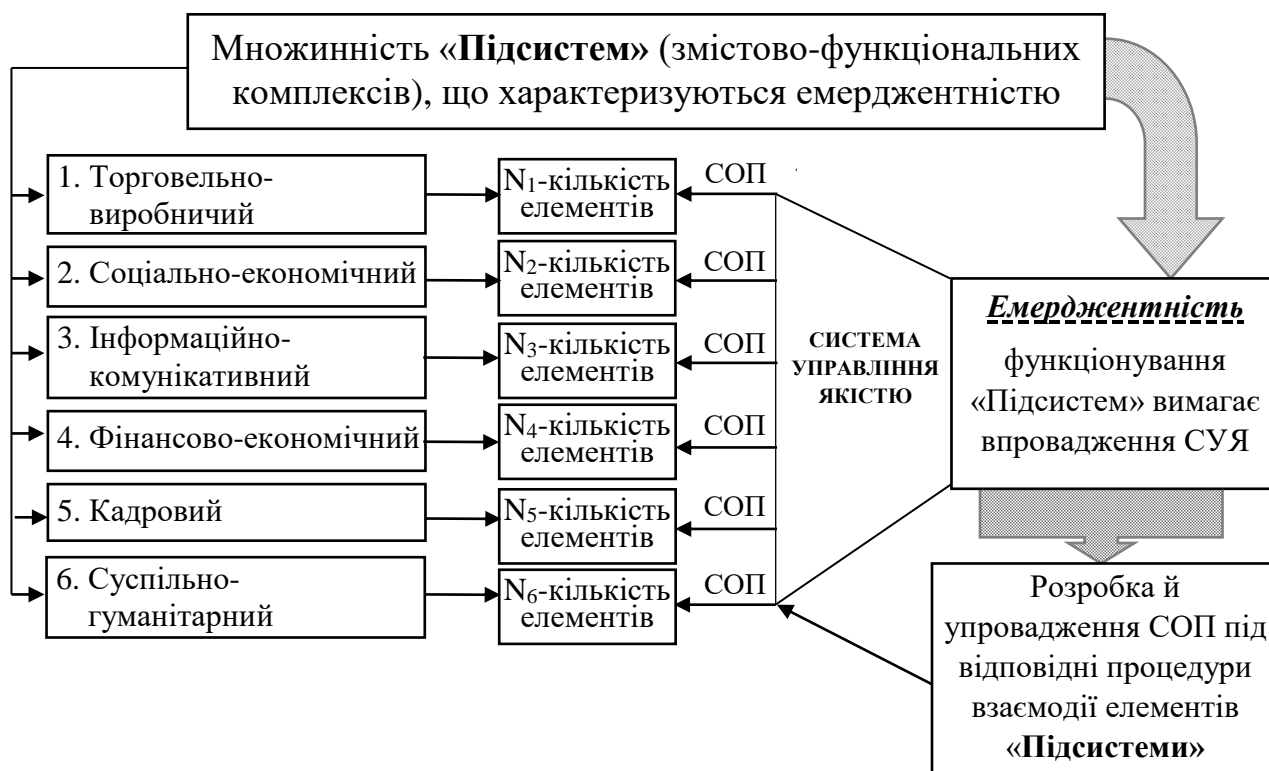 Множинність «Підсистем» (змістово-функціональних
комплексів), що характеризуються емерджентністю
1. Торговельно-
виробничий
N1-кількість
елементів
СОП
2. Соціально-економічний
N2-кількість
елементів
СОП
3. Інформаційно-
комунікативний
N3-кількість
елементів
СОП
4. Фінансово-економічний
N4-кількість
елементів
СОП
5. Кадровий
N5-кількість
елементів
СОП
6. Суспільно-
гуманітарний
N6-кількість
елементів
СОП
СИСТЕМА
УПРАВЛІННЯ
ЯКІСТЮ
Емерджентність
функціонування
«Підсистем» вимагає
впровадження СУЯ
Розробка й
упровадження СОП під
відповідні процедури
взаємодії елементів
«Підсистеми»